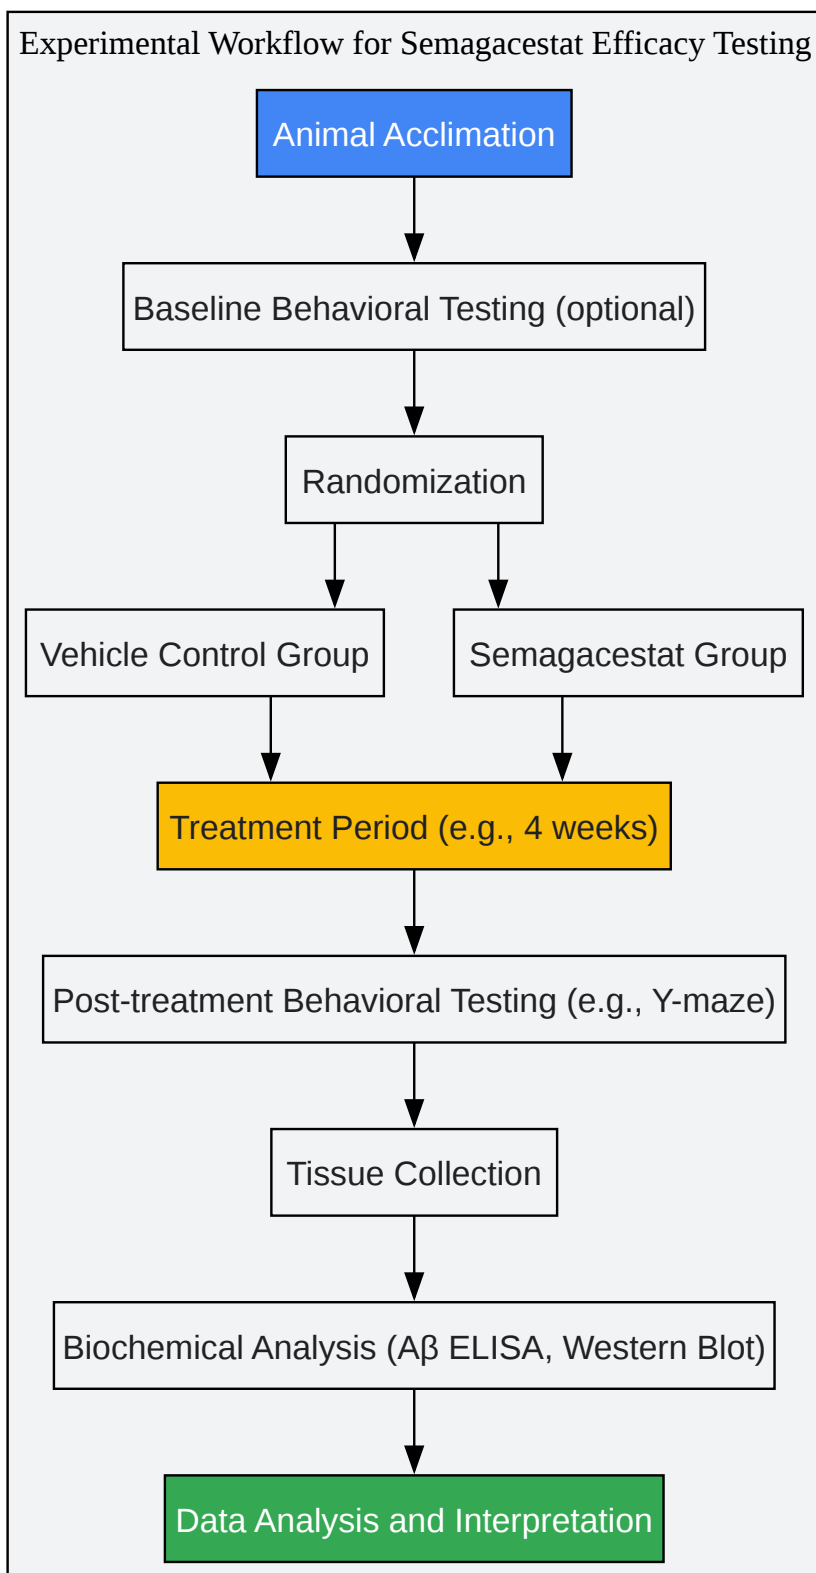 Experimental Workflow for Semagacestat Efficacy Testing
Animal Acclimation
Baseline Behavioral Testing (optional)
Randomization
Vehicle Control Group
Semagacestat Group
Treatment Period (e.g., 4 weeks)
Post-treatment Behavioral Testing (e.g., Y-maze)
Tissue Collection
Biochemical Analysis (Aβ ELISA, Western Blot)
Data Analysis and Interpretation